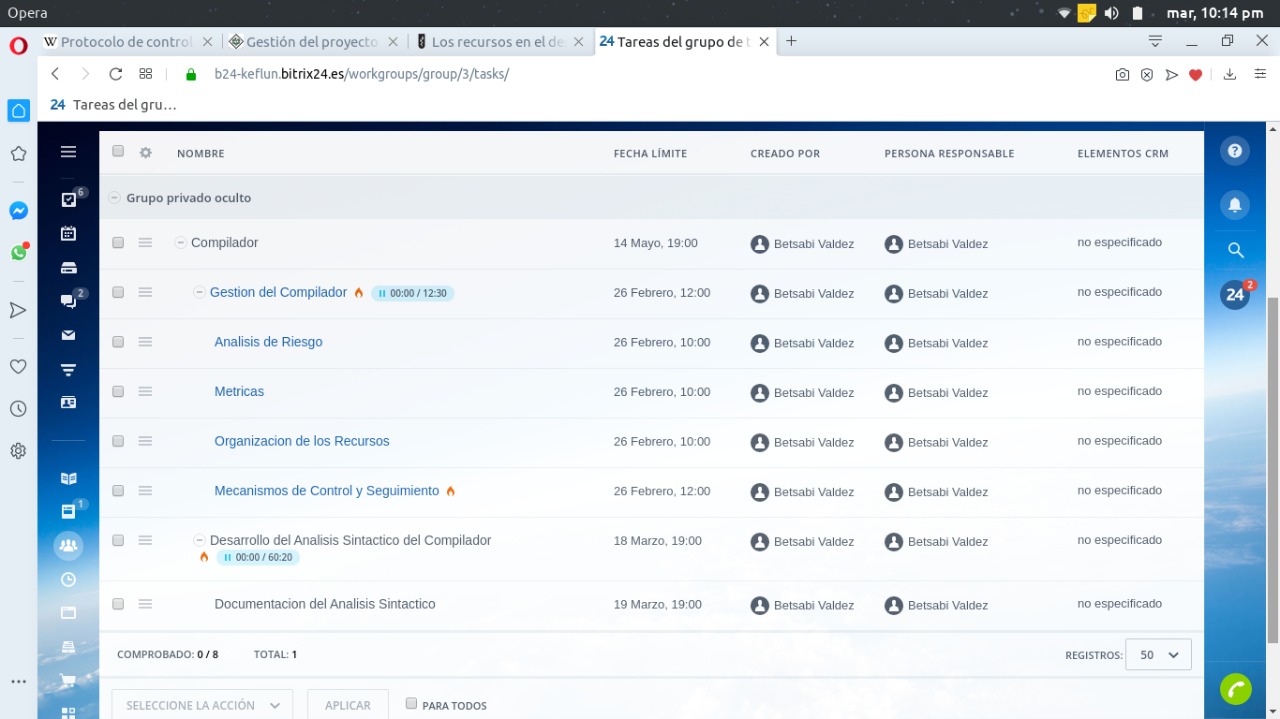 Opera
mar, 10:14 pm
Protocolo de control
Gestión del proyecto
Los recursos en el de
24 Tareas del grupo de t
b24-keflun.bitrix24.es/workgroups/group/3/tasks/
24 Tareas del gru…
NOMBRE FECHA LÍMITE CREADO POR PERSONA RESPONSABLE ELEMENTOS CRM
6
Grupo privado oculto
Compilador 14 Mayo, 19:00 Betsabi Valdez Betsabi Valdez no especificado
2
24 2
Gestion del Compilador 00:00 / 12:30 26 Febrero, 12:00 Betsabi Valdez Betsabi Valdez no especificado
Analisis de Riesgo 26 Febrero, 10:00 Betsabi Valdez Betsabi Valdez no especificado
Metricas 26 Febrero, 10:00 Betsabi Valdez Betsabi Valdez no especificado
Organizacion de los Recursos 26 Febrero, 10:00 Betsabi Valdez Betsabi Valdez no especificado
Mecanismos de Control y Seguimiento 26 Febrero, 12:00 Betsabi Valdez Betsabi Valdez no especificado
1
Desarrollo del Analisis Sintactico del Compilador 18 Marzo, 19:00 Betsabi Valdez Betsabi Valdez no especificado
00:00 / 60:20
Documentacion del Analisis Sintactico 19 Marzo, 19:00 Betsabi Valdez Betsabi Valdez no especificado
COMPROBADO: 0 / 8 TOTAL: 1 REGISTROS: 50
SELECCIONE LA ACCIÓN APLICAR PARA TODOS